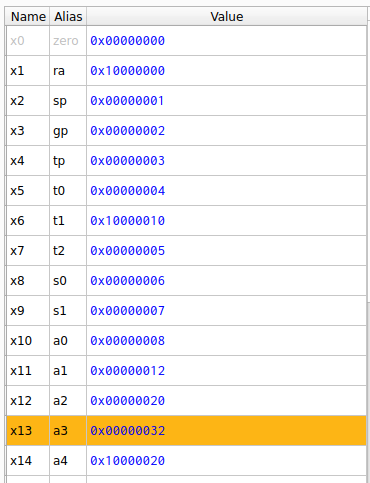 Name Alias Value
x0 zero 0x00000000
x1 ra 0x10000000
x2 sp 0x00000001
x3 gp 0x00000002
x4 tp 0x00000003
x5 t0 0x00000004
x6 t1 0x10000010
x7 t2 0x00000005
x8 s0 0x00000006
x9 s1 0x00000007
x10 a0 0x00000008
x11 a1 0x00000012
x12 a2 0x00000020
x13 a3 0x00000032
x14 a4 0x10000020